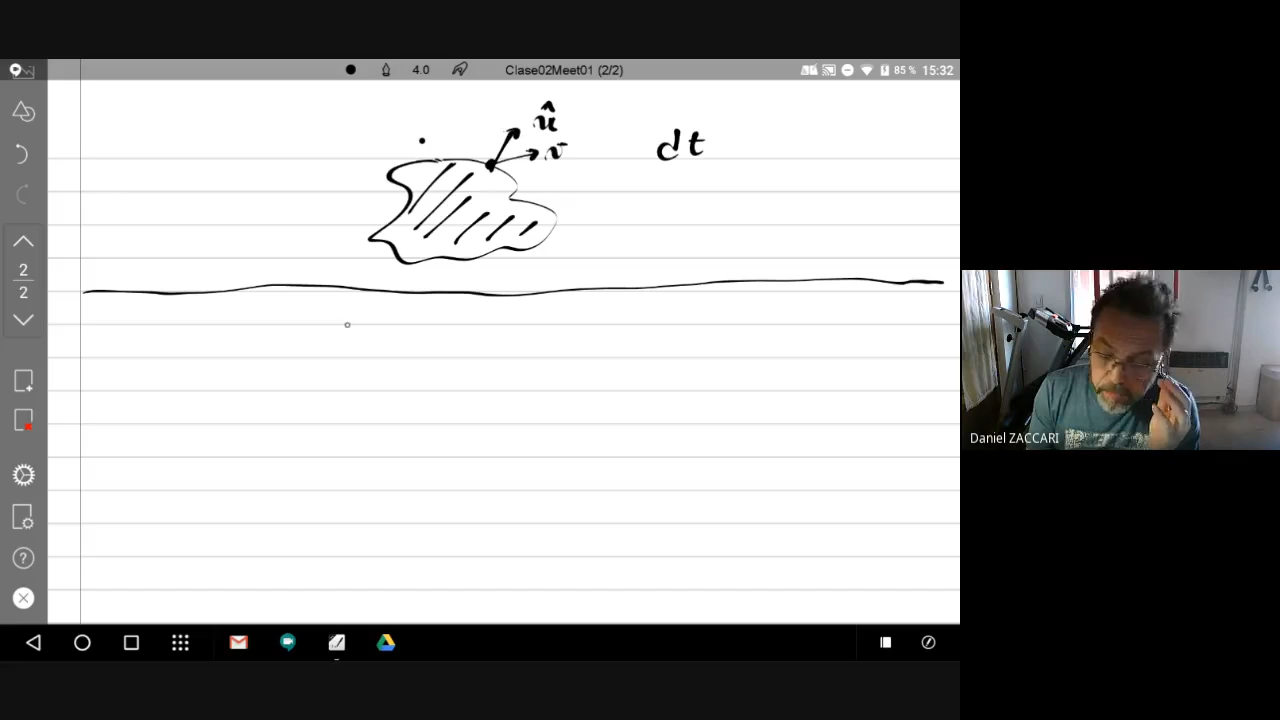 4.0 Clase02Meet01 (2/2) 85 % 15:32
û
v dt
2
2
Daniel ZACCARI